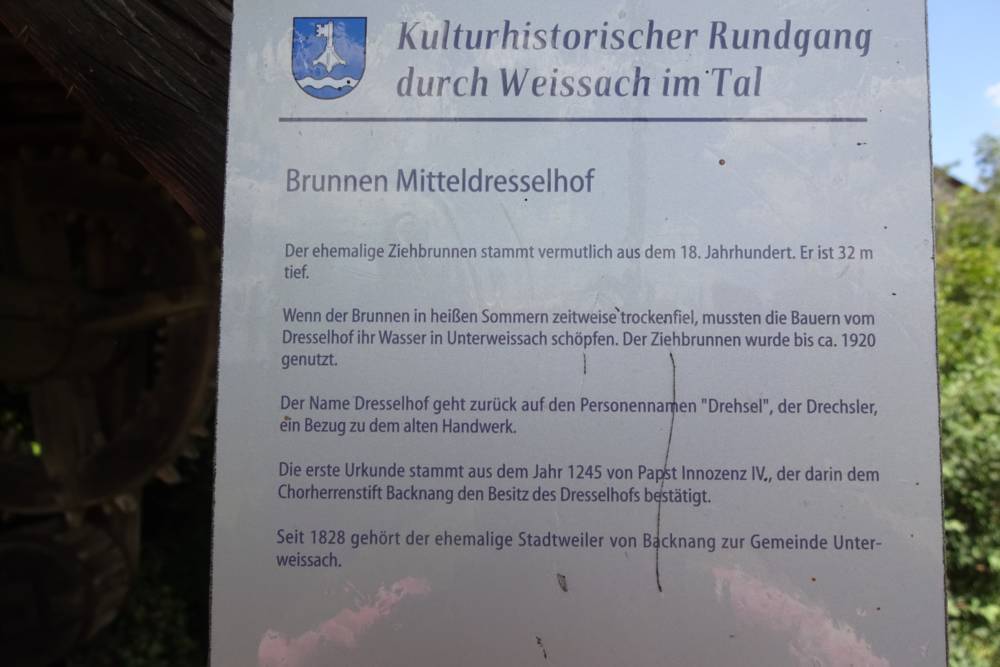 Kulturhistorischer Rundgang
durch Weissach im Tal
Brunnen Mitteldresselhof
Der ehemalige Ziehbrunnen stammt vermutlich aus dem 18. Jahrhundert. Er ist 32 m
tief.
Wenn der Brunnen in heißen Sommern zeitweise trockenfiel, mussten die Bauern vom
Dresselhof ihr Wasser in Unterweissach schöpfen. Der Ziehbrunnen wurde bis ca. 1920
genutzt.
Der Name Dresselhof geht zurück auf den Personennamen "Drehsel", der Drechsler,
ein Bezug zu dem alten Handwerk.
Die erste Urkunde stammt aus dem Jahr 1245 von Papst Innozenz IV., der darin dem
Chorherrenstift Backnang den Besitz des Dresselhofs bestätigt.
Seit 1828 gehört der ehemalige Stadtweiler von Backnang zur Gemeinde Unter-
weissach.